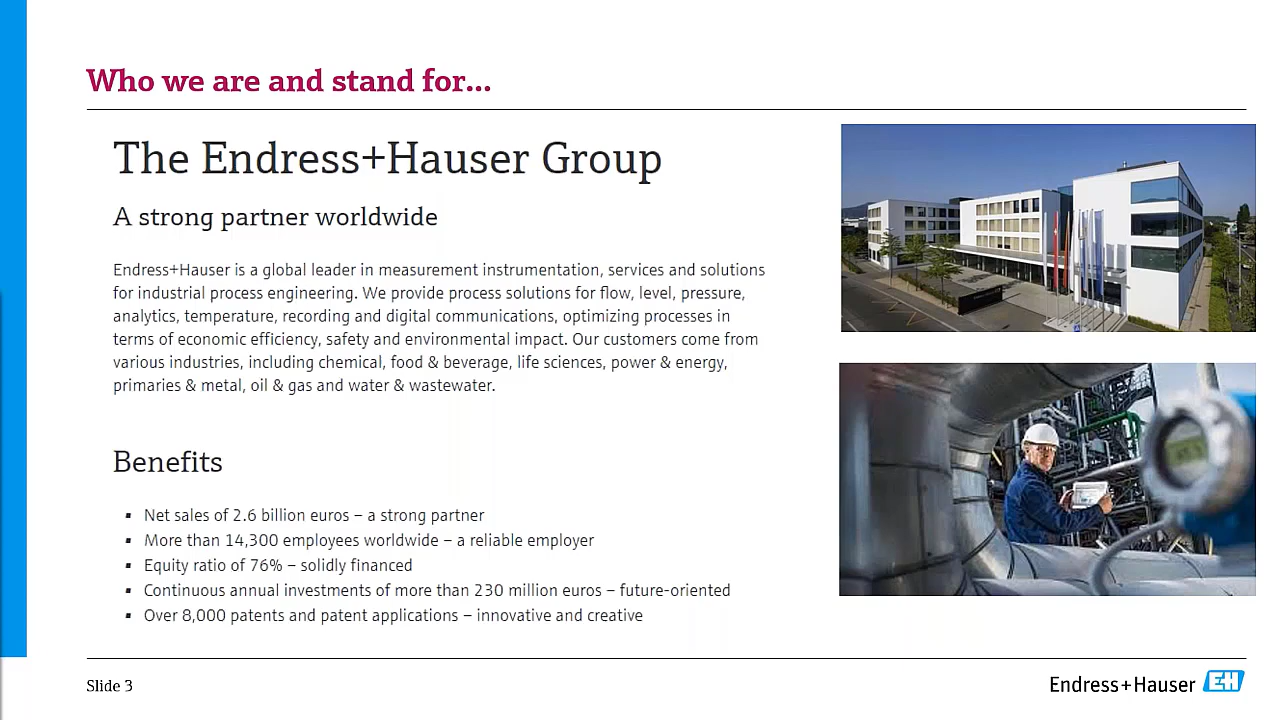 Who we are and stand for...
The Endress+Hauser Group
A strong partner worldwide
Endress+Hauser is a global leader in measurement instrumentation, services and solutions
for industrial process engineering. We provide process solutions for flow, level, pressure,
analytics, temperature, recording and digital communications, optimizing processes in
terms of economic efficiency, safety and environmental impact. Our customers come from
various industries, including chemical, food & beverage, life sciences, power & energy,
primaries & metal, oil & gas and water & wastewater.
Benefits
▪ Net sales of 2.6 billion euros – a strong partner
▪ More than 14,300 employees worldwide – a reliable employer
▪ Equity ratio of 76% – solidly financed
▪ Continuous annual investments of more than 230 million euros – future-oriented
▪ Over 8,000 patents and patent applications – innovative and creative
Slide 3
Endress+Hauser EH